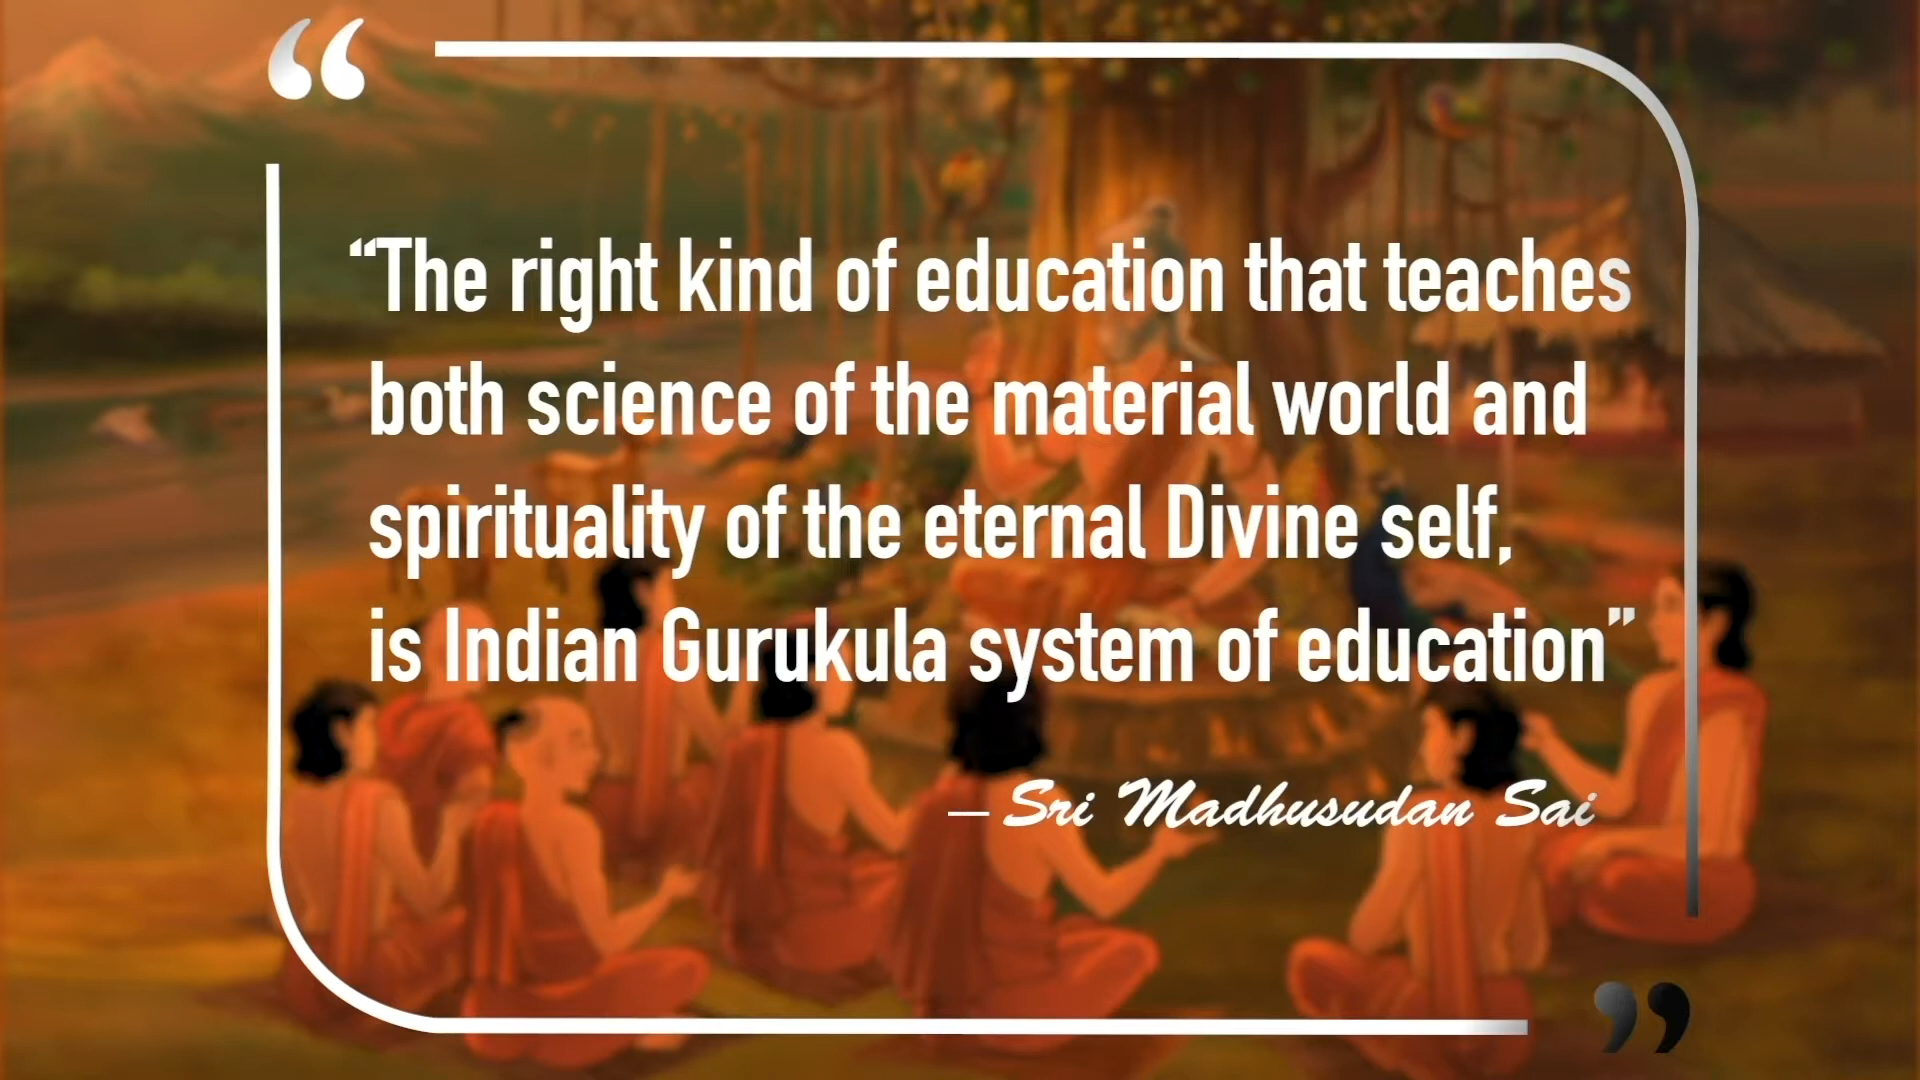 “The right kind of education that teaches
both science of the material world and
spirituality of the eternal Divine self,
is Indian Gurukula system of education”
– Sri Madhusudan Sai